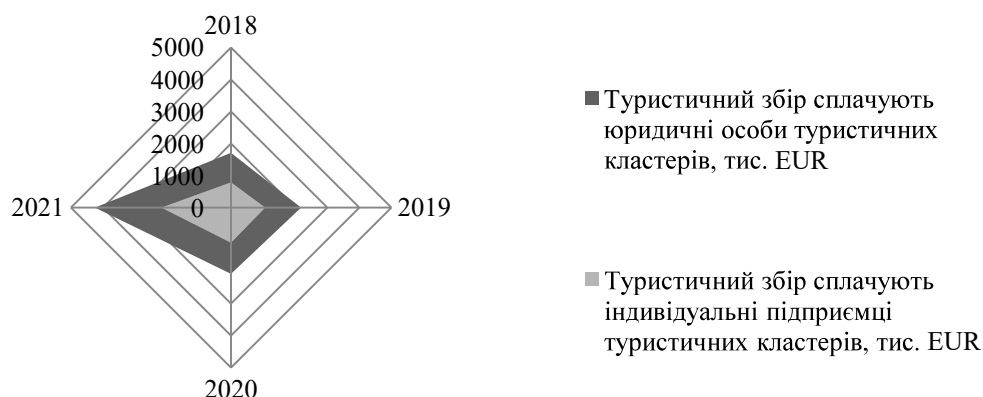 2018
5000
4000
3000
2000
1000
0
2021
2019
2020
Туристичний збір сплачують
юридичні особи туристичних
кластерів, тис. EUR
Туристичний збір сплачують
індивідуальні підприємці
туристичних кластерів, тис. EUR